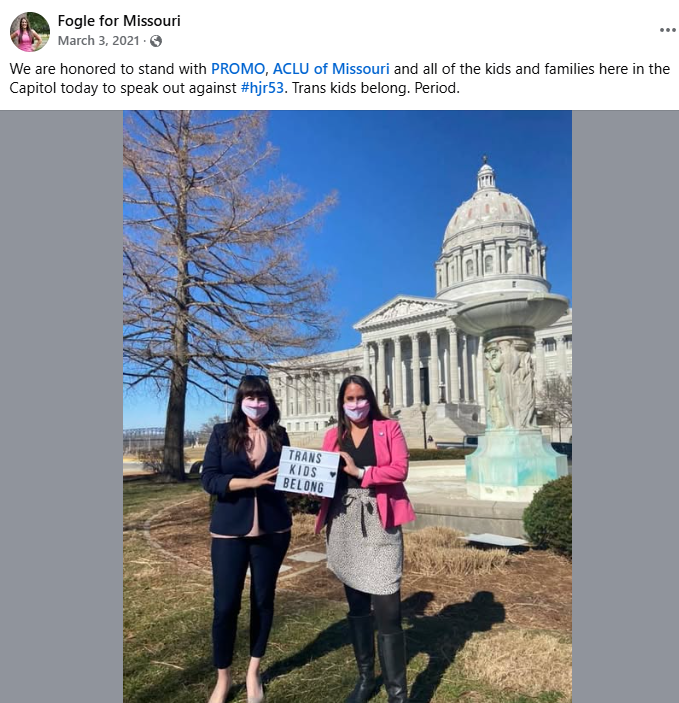 Fogle for Missouri
March 3, 2021 ·
We are honored to stand with PROMO, ACLU of Missouri and all of the kids and families here in the
Capitol today to speak out against #hjr53. Trans kids belong. Period.
TRANS
KIDS ♥
BELONG